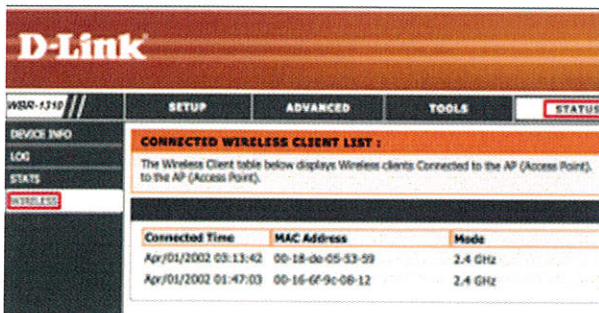 D-Link
WBR-1310
SETUP ADVANCED TOOLS STATUS
DEVICE INFO
LOG
STATS
WIRELESS
CONNECTED WIRELESS CLIENT LIST :
The Wireless Client table below displays Wireless clients Connected to the AP (Access Point).
to the AP (Access Point).
Connected Time MAC Address Mode
Apr/01/2002 03:13:42 00-18-de-05-53-59 2.4 GHz
Apr/01/2002 01:47:03 00-16-6f-9c-08-12 2.4 GHz